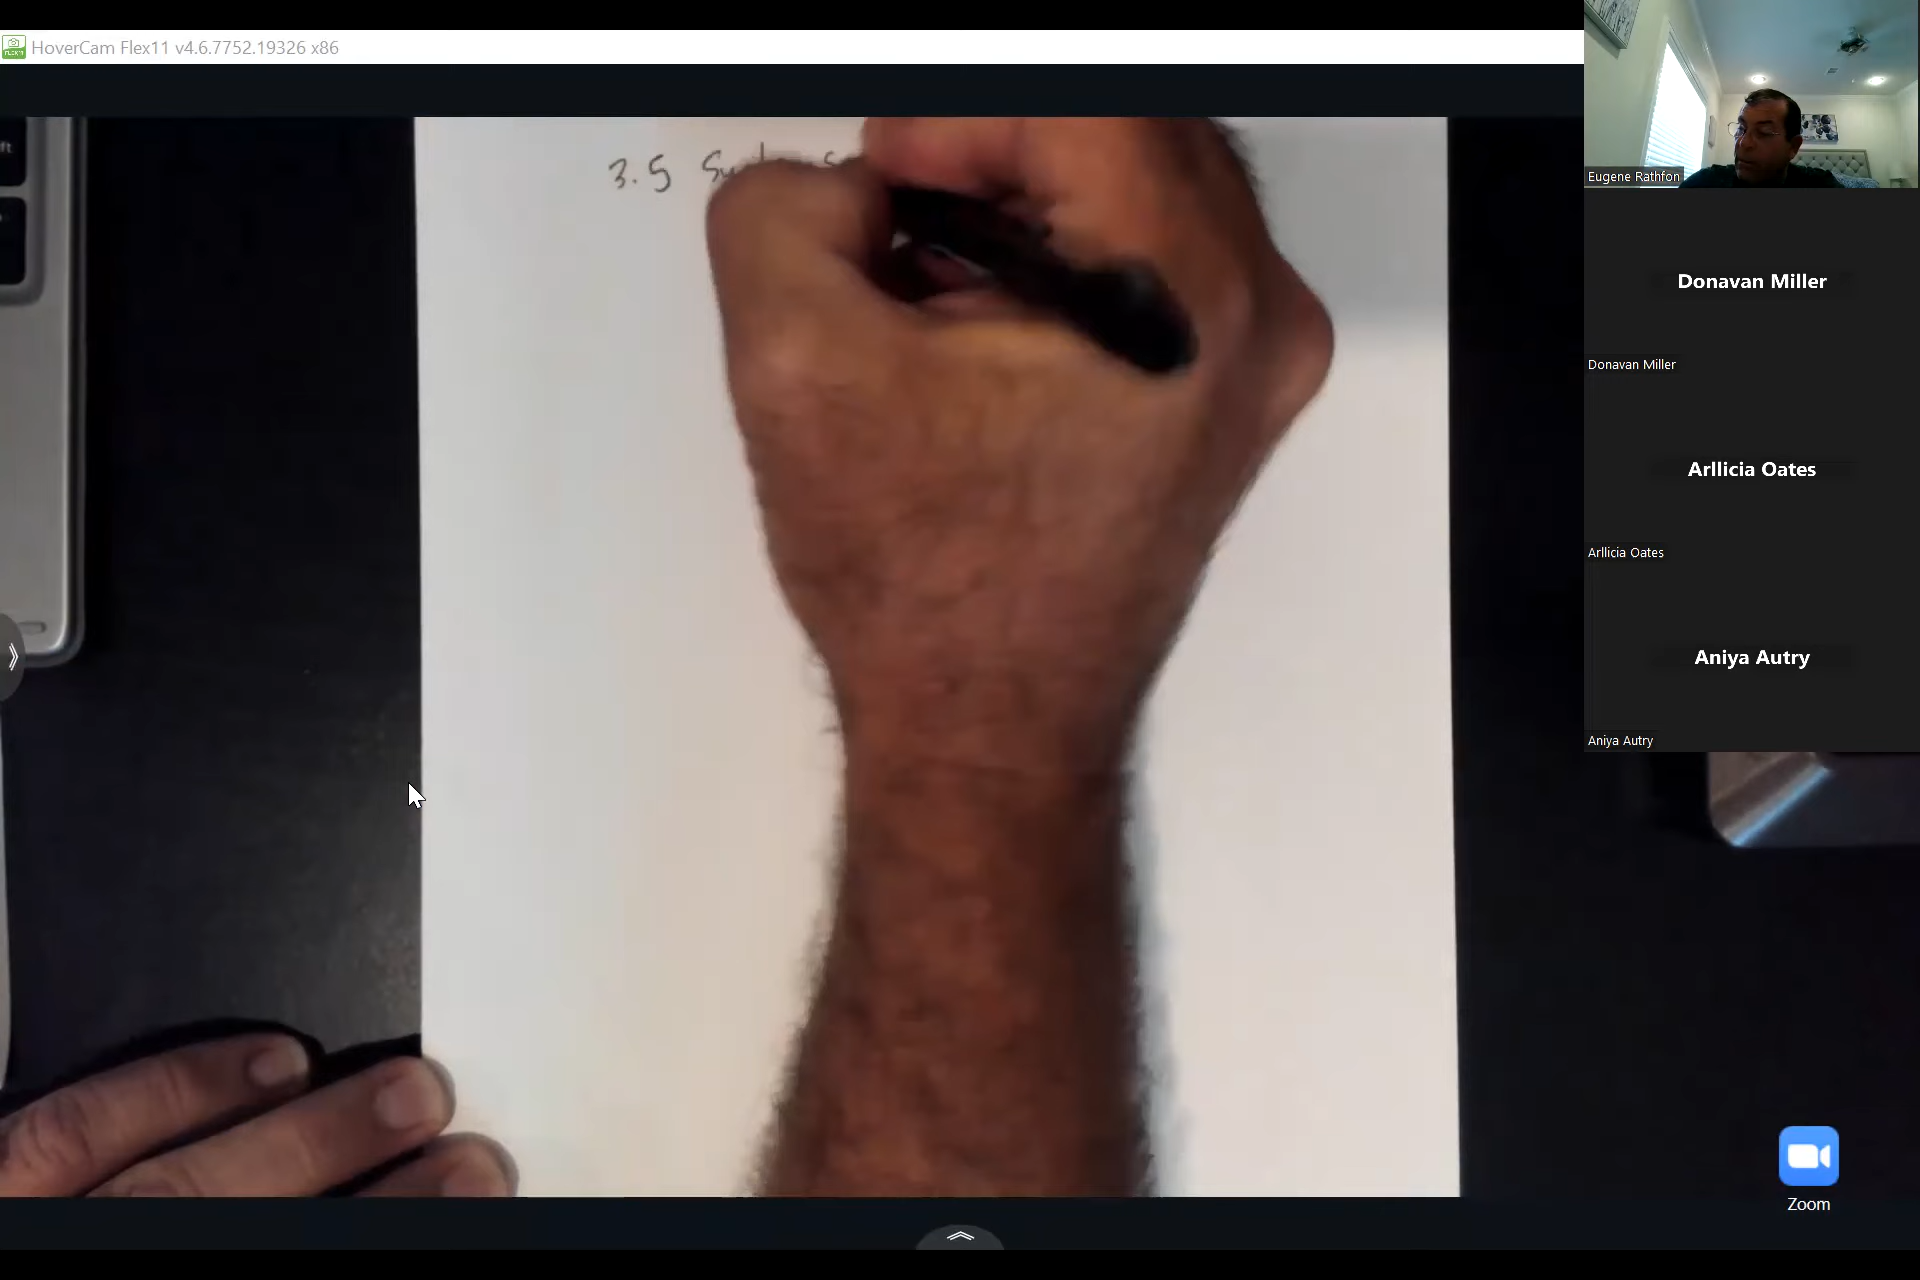 HoverCam Flex11 v4.6.7752.19326 x86
3.5
Eugene Rathfon
Donavan Miller
Donavan Miller
Arllicia Oates
Arllicia Oates
Aniya Autry
Aniya Autry
Zoom